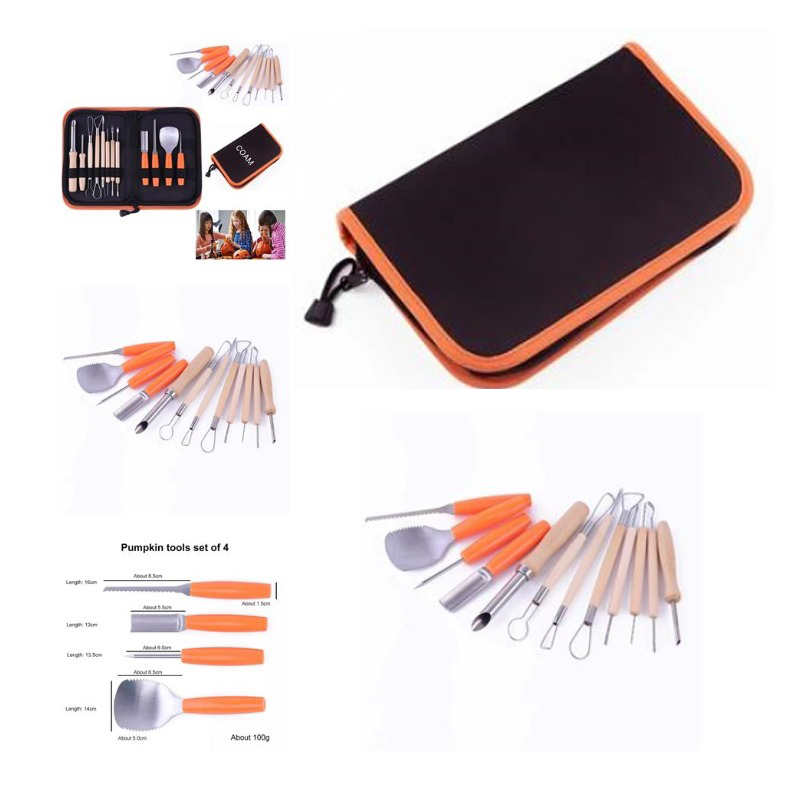 COAM
Pumpkin tools set of 4
About 8.5cm
Length: 16cm
About 1.5cm
About 5.5cm
Length: 13cm
About 6.0cm
Length: 13.5cm
About 6.5cm
Length: 14cm
About 5.0cm
About 100g